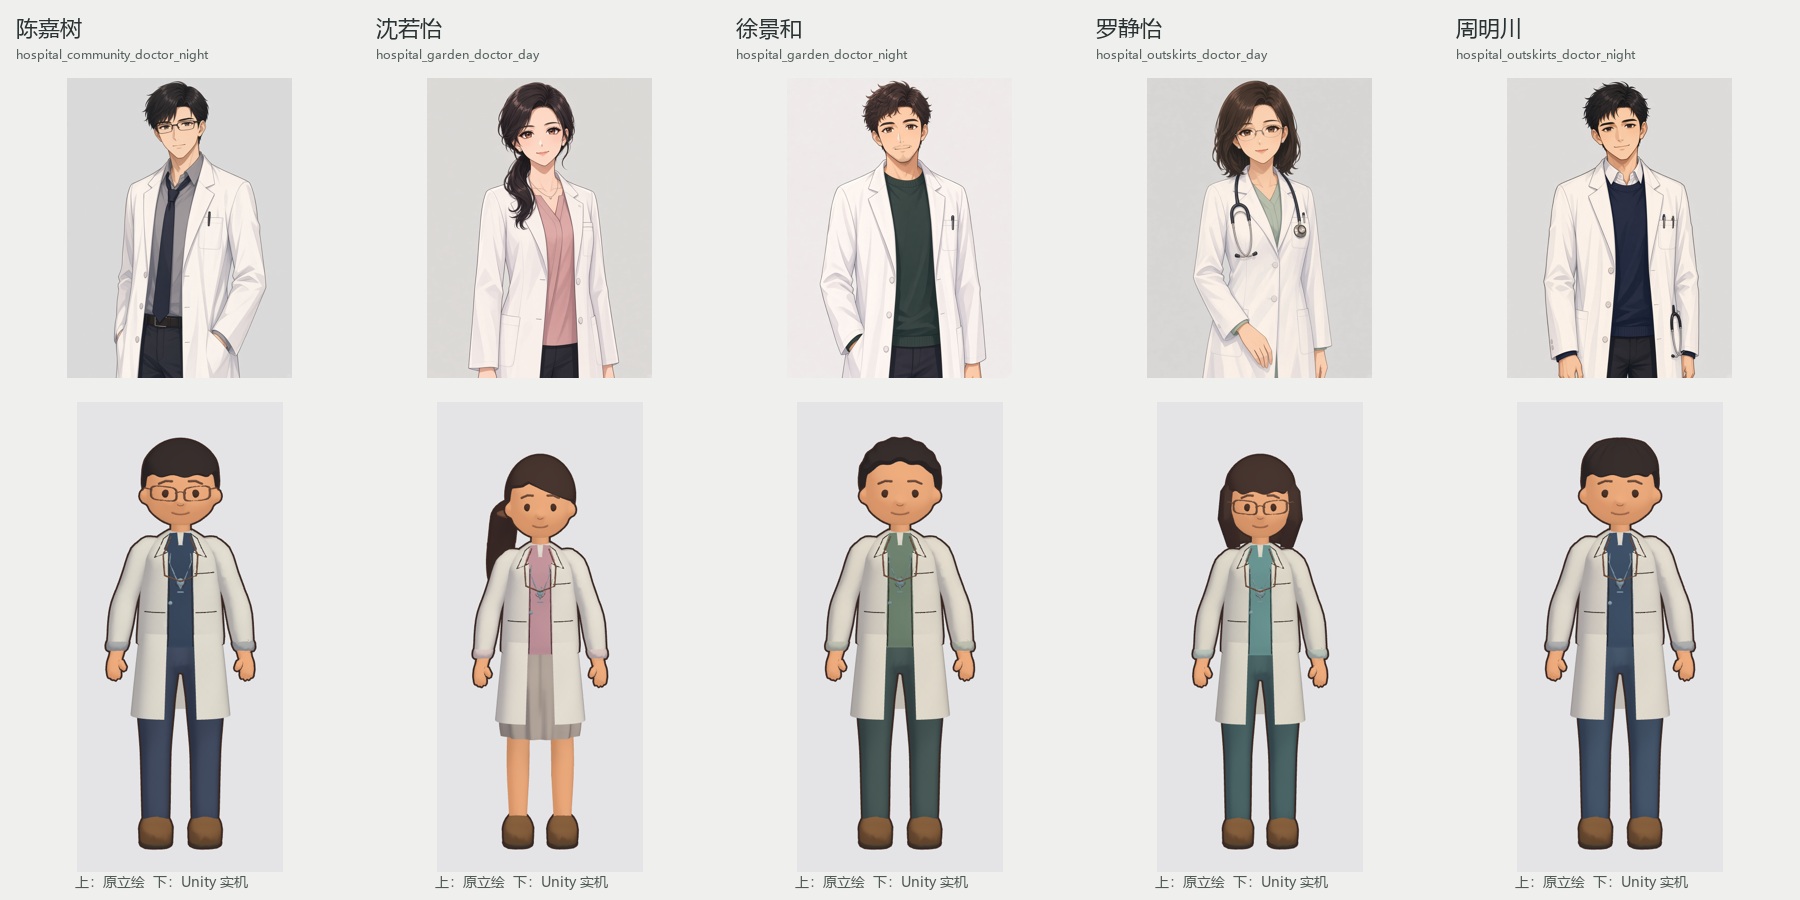 陈嘉树
hospital_community_doctor_night
沈若怡
hospital_garden_doctor_day
徐景和
hospital_garden_doctor_night
罗静怡
hospital_outskirts_doctor_day
周明川
hospital_outskirts_doctor_night
上：原立绘 下：Unity 实机
上：原立绘 下：Unity 实机
上：原立绘 下：Unity 实机
上：原立绘 下：Unity 实机
上：原立绘 下：Unity 实机